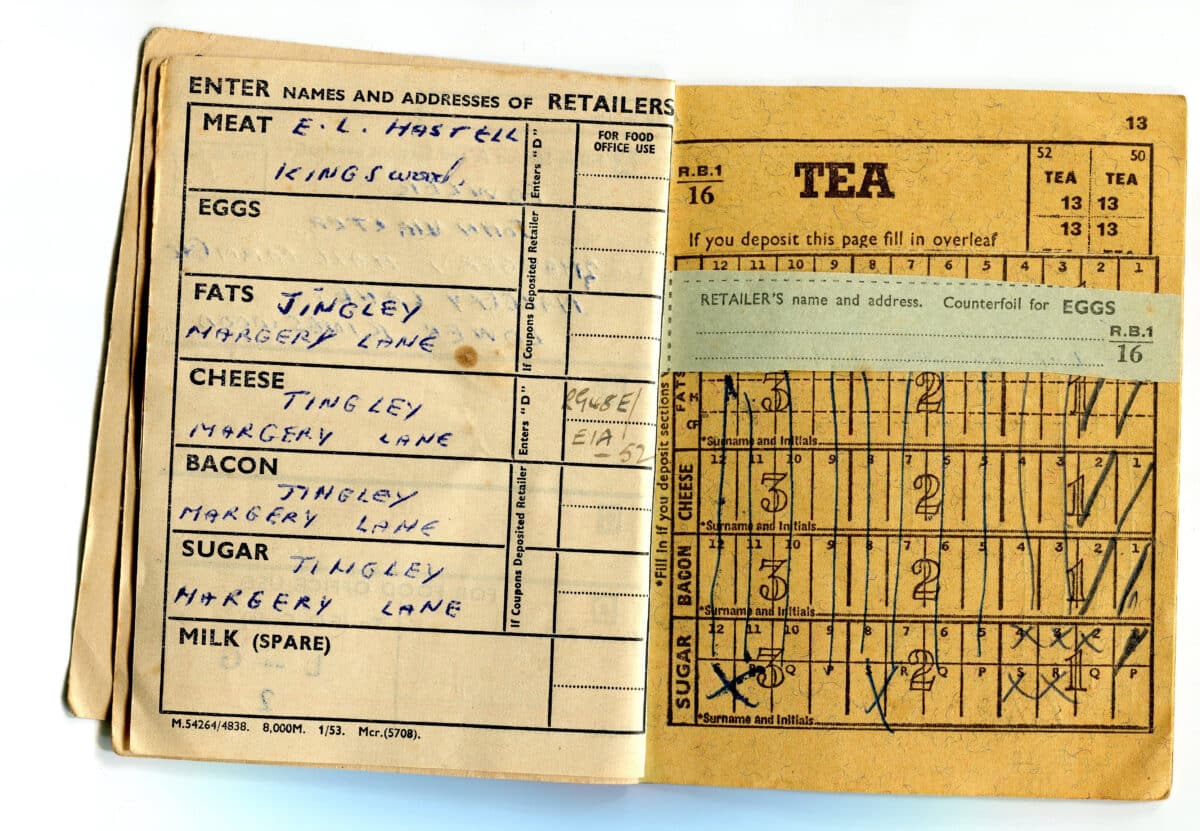 ENTER NAMES AND ADDRESSES OF RETAILERS
MEAT E. L. HASTELL
KINGSwood.
Enters "D"
FOR FOOD
OFFICE USE
EGGS
If Coupons Deposited Retailer
FATS TINGLEY
MARGERY LANE
CHEESE
TINGLEY
MARGERY LANE
Enters "D"
2948E/
E1A
52
BACON
TINGLEY
MARGERY LANE
If Coupons Deposited Retailer
SUGAR TINGLEY
MARGERY LANE
MILK (SPARE)
M.54264/4838. 8,000M. 1/53. Mcr.(5708).
13
R.B.1
16
TEA
52 50
TEA TEA
13 13
13 13
If you deposit this page fill in overleaf
12 11 10 9 8 7 6 5 4 3 2 1
RETAILER'S name and address. Counterfoil for EGGS
R.B.1
16
*Fill In if you deposit sections
FATS
3 2 1
*Surname and Initials
CHEESE
12 11 10 9 8 7 6 5 4 3 2 1
3 2 1
*Surname and Initials
BACON
12 11 10 9 8 7 6 5 4 3 2 1
3 2 1
*Surname and Initials
SUGAR
12 11 10 9 8 7 6 5 4 3 2 1
3 Q R 2 Q P S R 1 Q P
*Surname and Initials